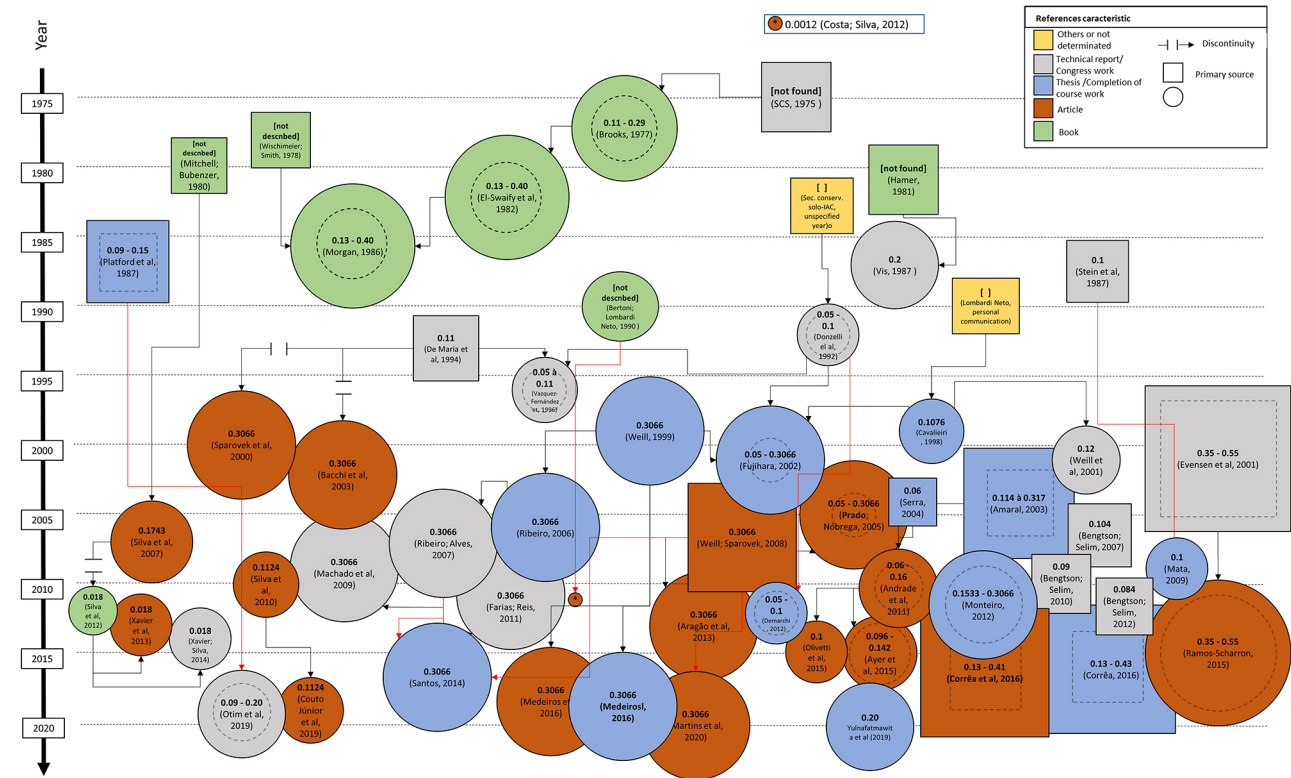 Year
0.0012 (Costa; Silva, 2012)
References caracteristic
Others or not
determinated
Technical report/
Congress work
Thesis /Completion of
course work
Article
Book
Discontinuity
Primary source
1975
1980
1985
1990
1995
2000
2005
2010
2015
2020
[not found]
(SCS, 1975 )
0.11 - 0.29
(Brooks, 1977)
[not
descnbed]
(Wischimeier;
Smith, 1978)
[not
descnbed]
(Mitchell;
Bubenzer,
1980)
0.13 - 0.40
(El-Swaify et al,
1982)
[not found]
(Hamer,
1981)
[ ]
(Sec. conserv.
solo-IAC,
unspecified
year)o
0.09 - 0.15
(Platford et al,
1987)
0.13 - 0.40
(Morgan, 1986)
0.2
(Vis, 1987 )
0.1
(Stein et al,
1987)
[not
descnbed]
(Bertoni;
Lombardi
Neto, 1990 )
[ ]
(Lombardi Neto,
personal
communication)
0.05 -
0.1
(Donzelli
el al,
1992)
0.11
(De Maria et
al, 1994)
0.05 à
0.11
(Vazquez-
Fernández
et, 1996)
0.3066
(Sparovek et al,
2000)
0.3066
(Bacchi et al,
2003)
0.3066
(Weill, 1999)
0.05 - 0.3066
(Fujihara, 2002)
0.1076
(Cavalieiri
, 1998)
0.12
(Weill et
al, 2001)
0.35 - 0.55
(Evensen et al, 2001)
0.1743
(Silva et al,
2007)
0.3066
(Ribeiro; Alves,
2007)
0.3066
(Ribeiro, 2006)
0.3066
(Weill; Sparovek, 2008)
0.05 - 0.3066
(Prado;
Nobrega, 2005)
0.06
(Serra,
2004)
0.114 à 0.317
(Amaral, 2003)
0.104
(Bengtson;
Selim, 2007)
0.1
(Mata,
2009)
0.018
(Silva
et al,
2012)
0.018
(Xavier et
al, 2013)
0.018
(Xavier;
Silva,
2014)
0.1124
(Silva et
al, 2010)
0.3066
(Machado et al,
2009)
0.3066
(Farias; Reis,
2011)
0.3066
(Aragão et al,
2013)
0.05 -
0.1
(Demarchi
, 2012)
0.06 -
0.16
(Andrade et
al, 2011)
0.1533 - 0.3066
(Monteiro,
2012)
0.09
(Bengtson;
Selim,
2010)
0.084
(Bengtson;
Selim,
2012)
0.1
(Olivetti et
al, 2015)
0.096 -
0.142
(Ayer et al,
2015)
0.13 - 0.41
(Corrêa et al, 2016)
0.13 - 0.43
(Corrêa, 2016)
0.35 - 0.55
(Ramos-Scharron,
2015)
0.09 - 0.20
(Otim et al,
2019)
0.1124
(Couto
Júnior et
al, 2019)
0.3066
(Santos, 2014)
0.3066
(Medeiros et
2016)
0.3066
(Medeirosl, 2016)
0.3066
(Martins et al,
2020)
0.20
Yulnafatmawit
a et al (2019)